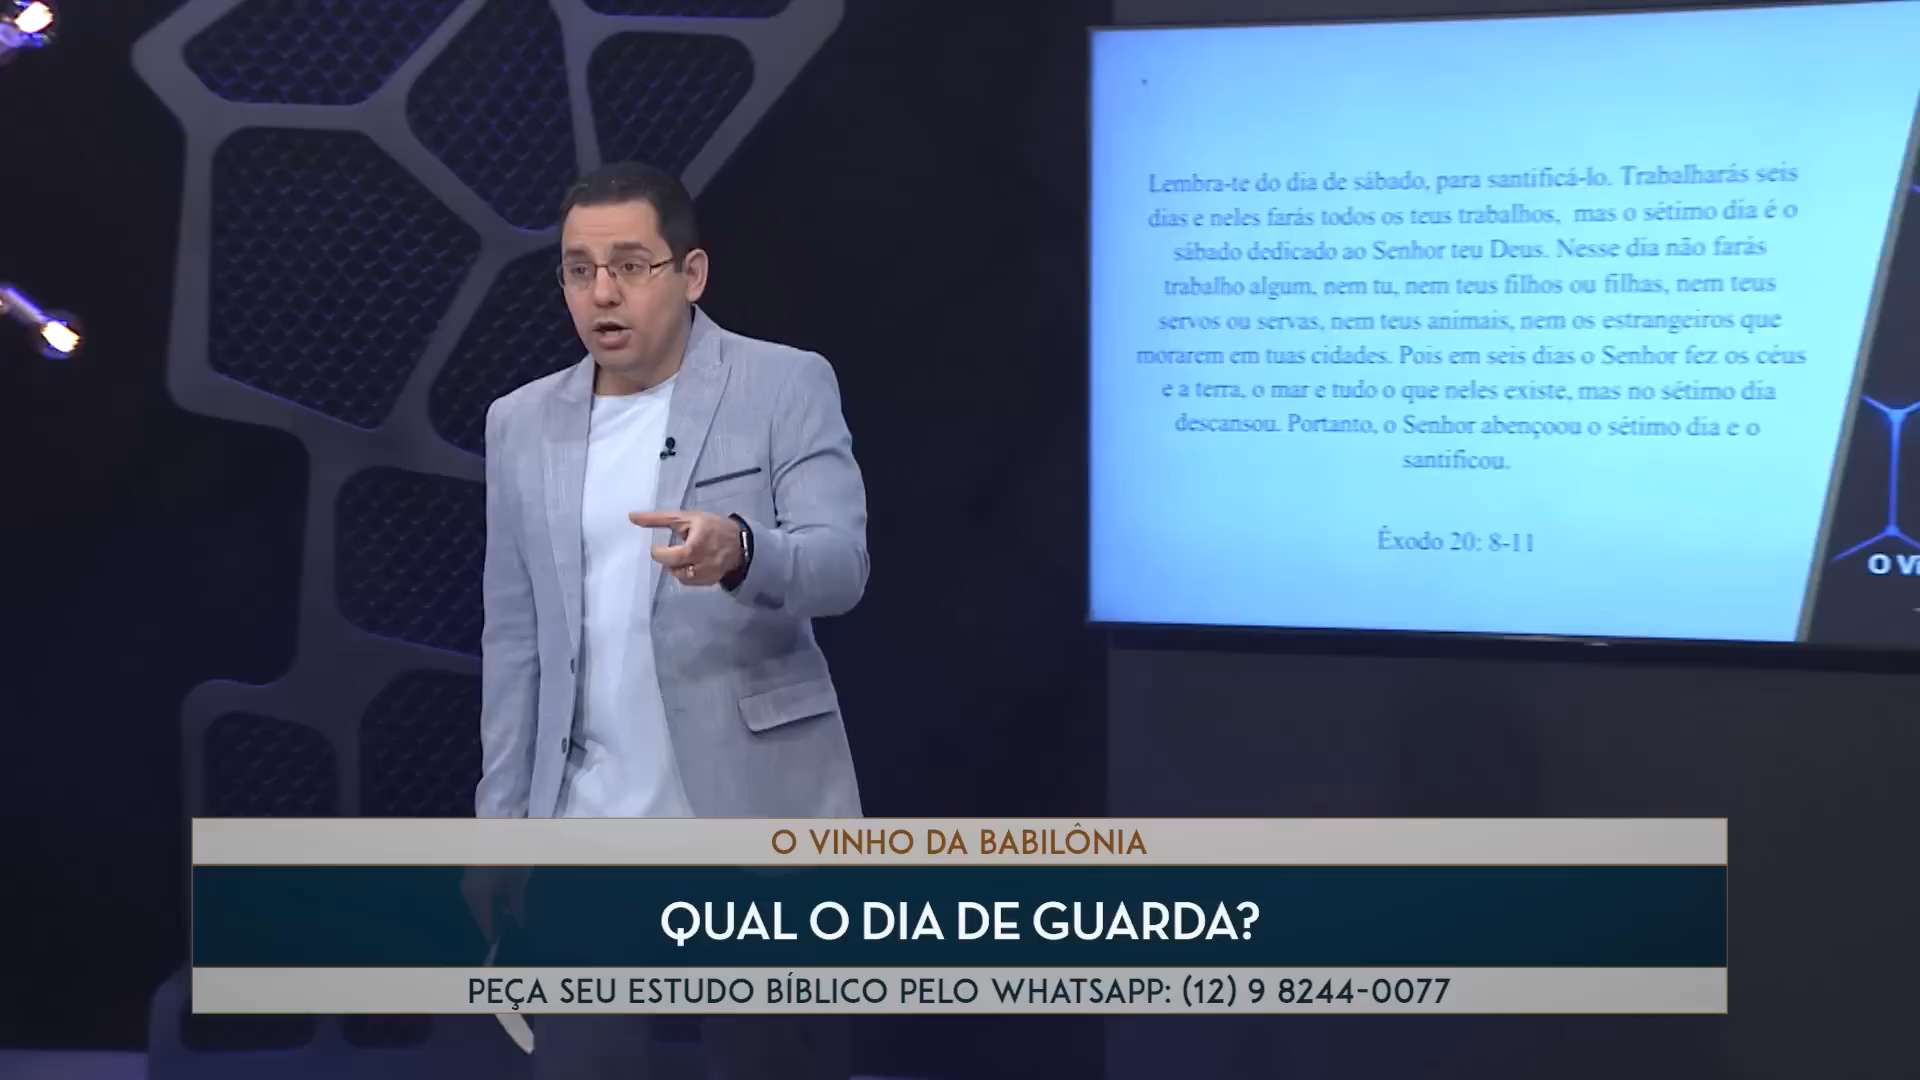 Lembra-te do dia de sábado, para santificá-lo. Trabalharás seis
dias e neles farás todos os teus trabalhos, mas o sétimo dia é o
sábado dedicado ao Senhor teu Deus. Nesse dia não farás
trabalho algum, nem tu, nem teus filhos ou filhas, nem teus
servos ou servas, nem teus animais, nem os estrangeiros que
morarem em tuas cidades. Pois em seis dias o Senhor fez os céus
e a terra, o mar e tudo o que neles existe, mas no sétimo dia
descansou. Portanto, o Senhor abençoou o sétimo dia e o
santificou.
Êxodo 20: 8-11
O Vi
O VINHO DA BABILÔNIA
QUAL O DIA DE GUARDA?
PEÇA SEU ESTUDO BÍBLICO PELO WHATSAPP: (12) 9 8244-0077